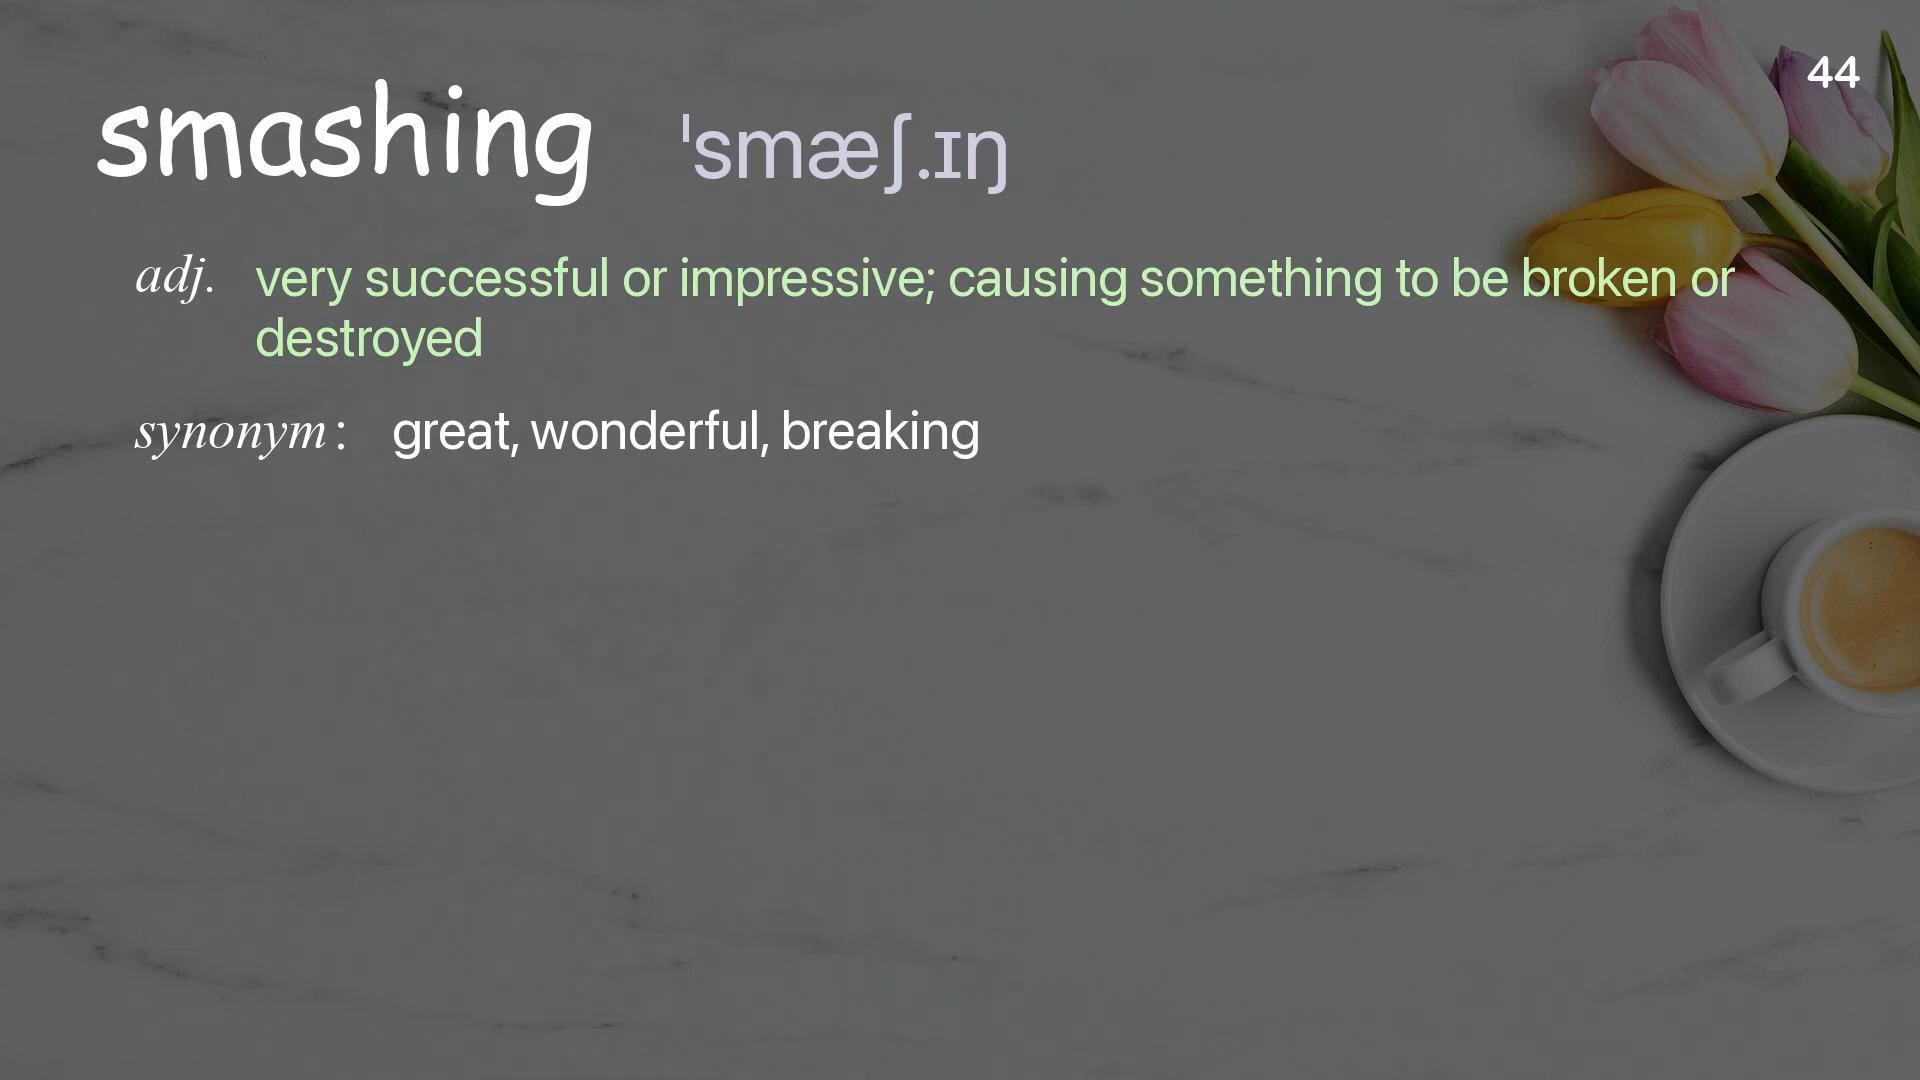 44
smashing ˈsmæʃ.ɪŋ
adj. very successful or impressive; causing something to be broken or
destroyed
synonym: great, wonderful, breaking